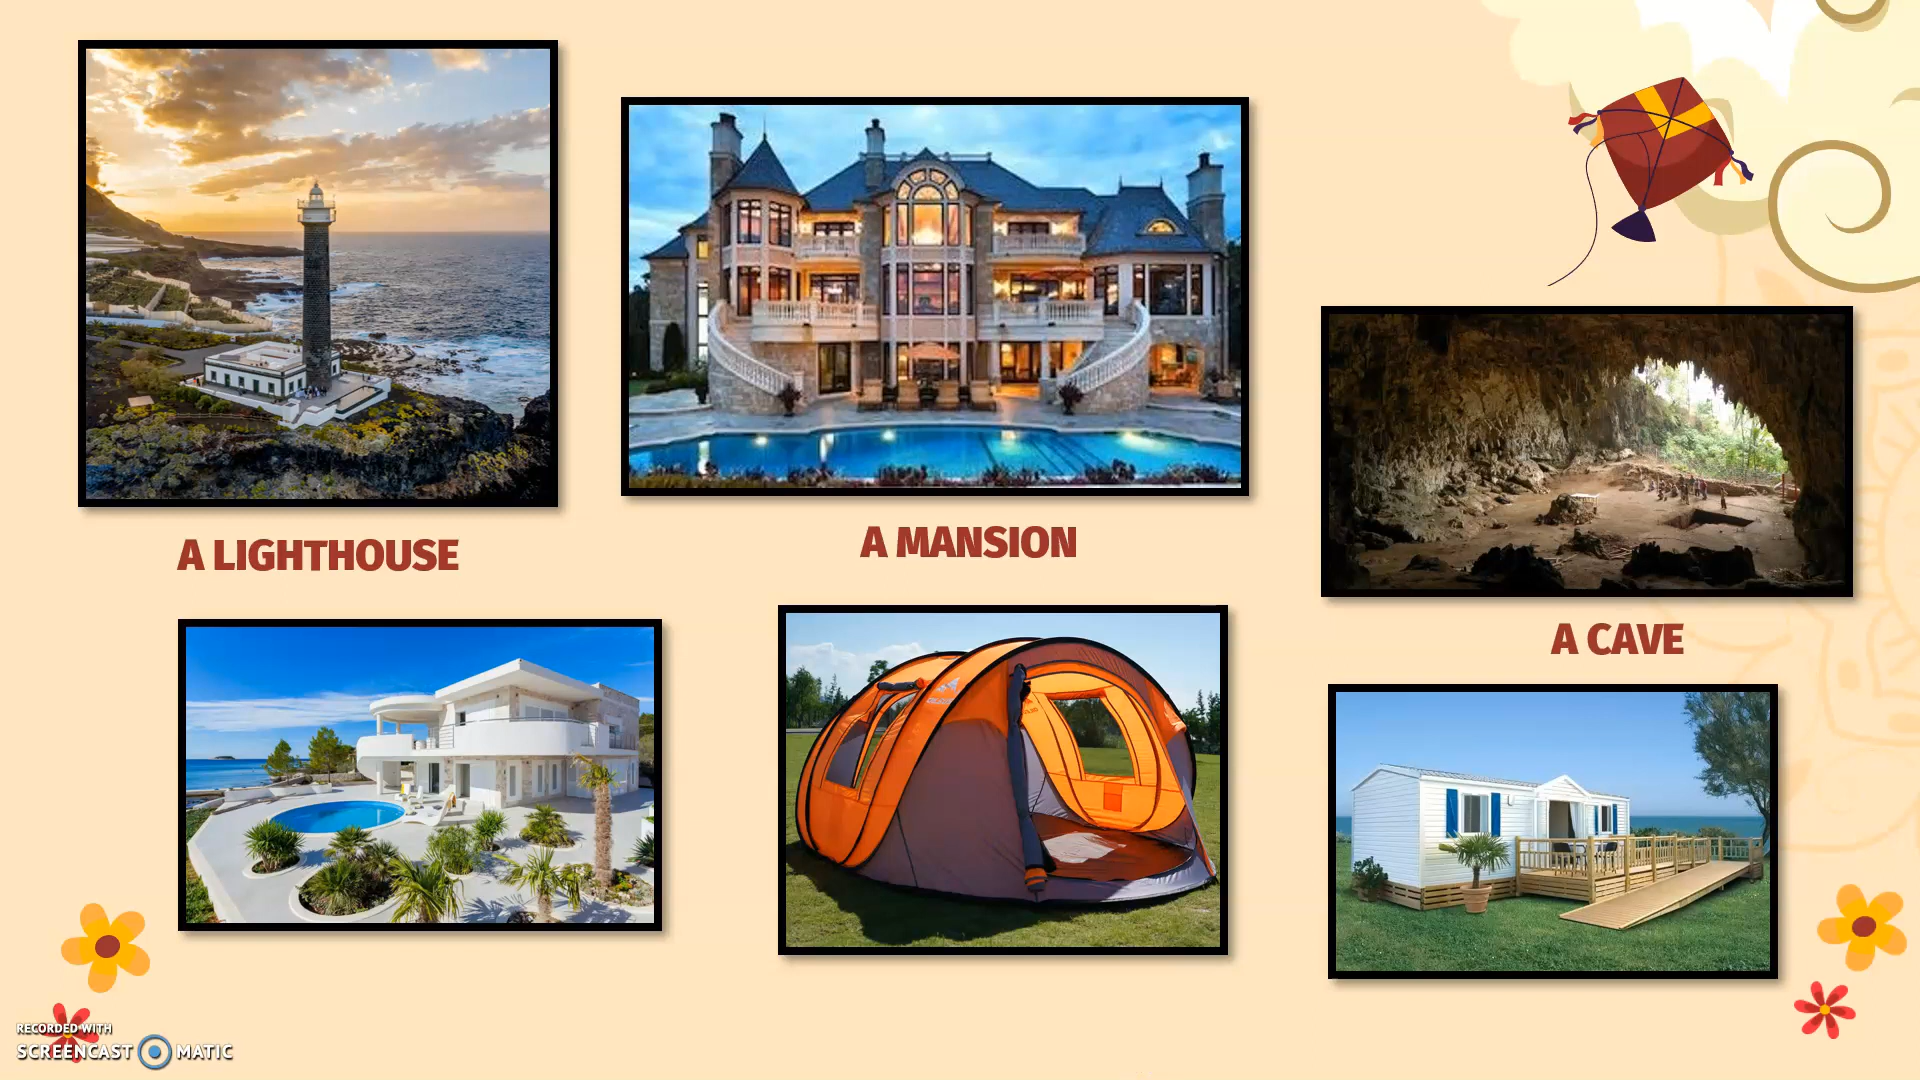 A LIGHTHOUSE
A MANSION
A CAVE
RECORDED WITH
SCREENCAST MATIC